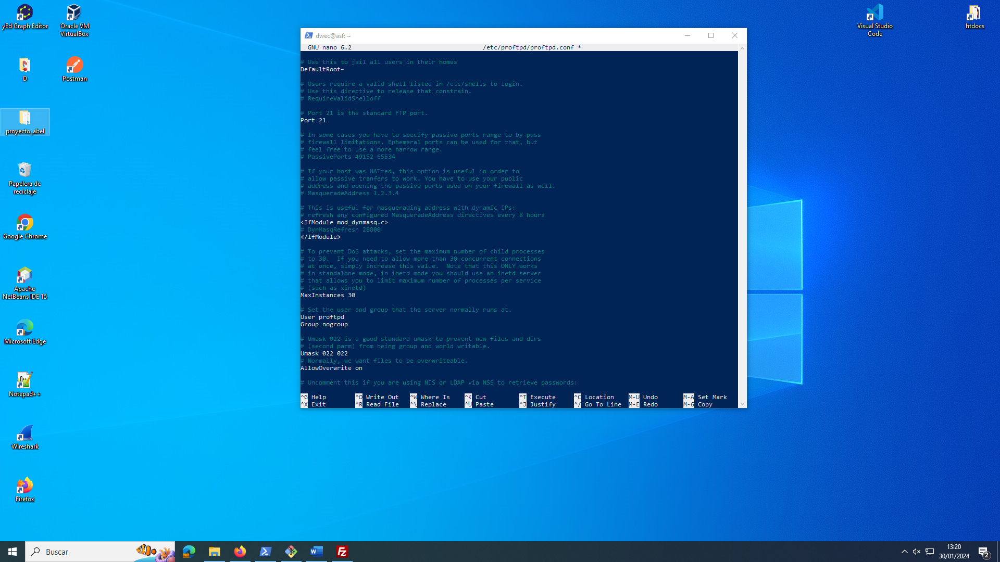 yEd Graph Editor
Oracle VM
VirtualBox
D
Postman
proyecto_abel
Papelera de
reciclaje
Google Chrome
Apache
NetBeans IDE 15
Microsoft Edge
Notepad++
Wireshark
Firefox
Visual Studio
Code
htdocs
dwec@asf: ~
GNU nano 6.2 /etc/proftpd/proftpd.conf *
# Use this to jail all users in their homes
DefaultRoot~
# Users require a valid shell listed in /etc/shells to login.
# Use this directive to release that constrain.
# RequireValidShelloff
# Port 21 is the standard FTP port.
Port 21
# In some cases you have to specify passive ports range to by-pass
# firewall limitations. Ephemeral ports can be used for that, but
# feel free to use a more narrow range.
# PassivePorts 49152 65534
# If your host was NATted, this option is useful in order to
# allow passive tranfers to work. You have to use your public
# address and opening the passive ports used on your firewall as well.
# MasqueradeAddress 1.2.3.4
# This is useful for masquerading address with dynamic IPs:
# refresh any configured MasqueradeAddress directives every 8 hours
<IfModule mod_dynmasq.c>
# DynMasqRefresh 28800
</IfModule>
# To prevent DoS attacks, set the maximum number of child processes
# to 30.  If you need to allow more than 30 concurrent connections
# at once, simply increase this value.  Note that this ONLY works
# in standalone mode, in inetd mode you should use an inetd server
# that allows you to limit maximum number of processes per service
# (such as xinetd)
MaxInstances 30
# Set the user and group that the server normally runs at.
User proftpd
Group nogroup
# Umask 022 is a good standard umask to prevent new files and dirs
# (second parm) from being group and world writable.
Umask 022 022
# Normally, we want files to be overwriteable.
AllowOverwrite on
# Uncomment this if you are using NIS or LDAP via NSS to retrieve passwords:
^G Help ^O Write Out ^W Where Is ^K Cut ^T Execute ^C Location M-U Undo M-A Set Mark
^X Exit ^R Read File ^\ Replace ^U Paste ^J Justify ^/ Go To Line M-E Redo M-6 Copy
Buscar
13:20
30/01/2024
2